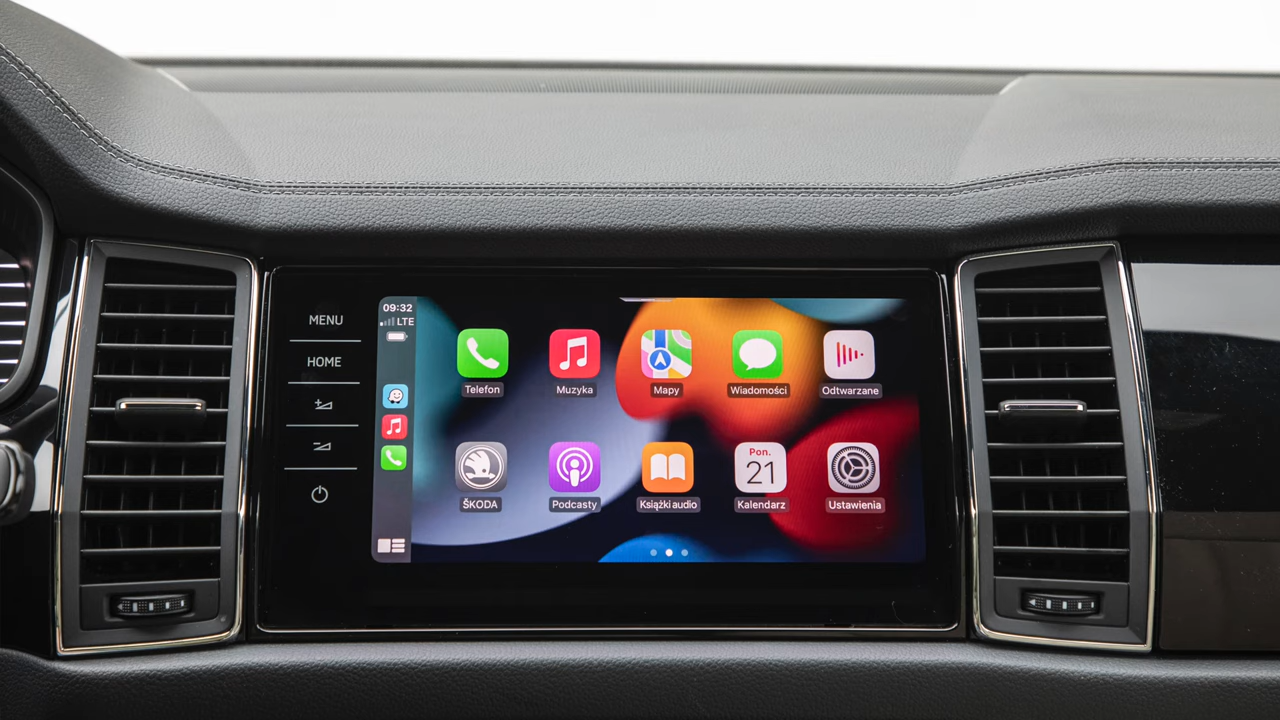 MENU
HOME
09:32
LTE
Telefon
Muzyka
Mapy
Wiadomości
Odtwarzane
ŠKODA
Podcasty
Książki audio
Pon.
21
Kalendarz
Ustawienia